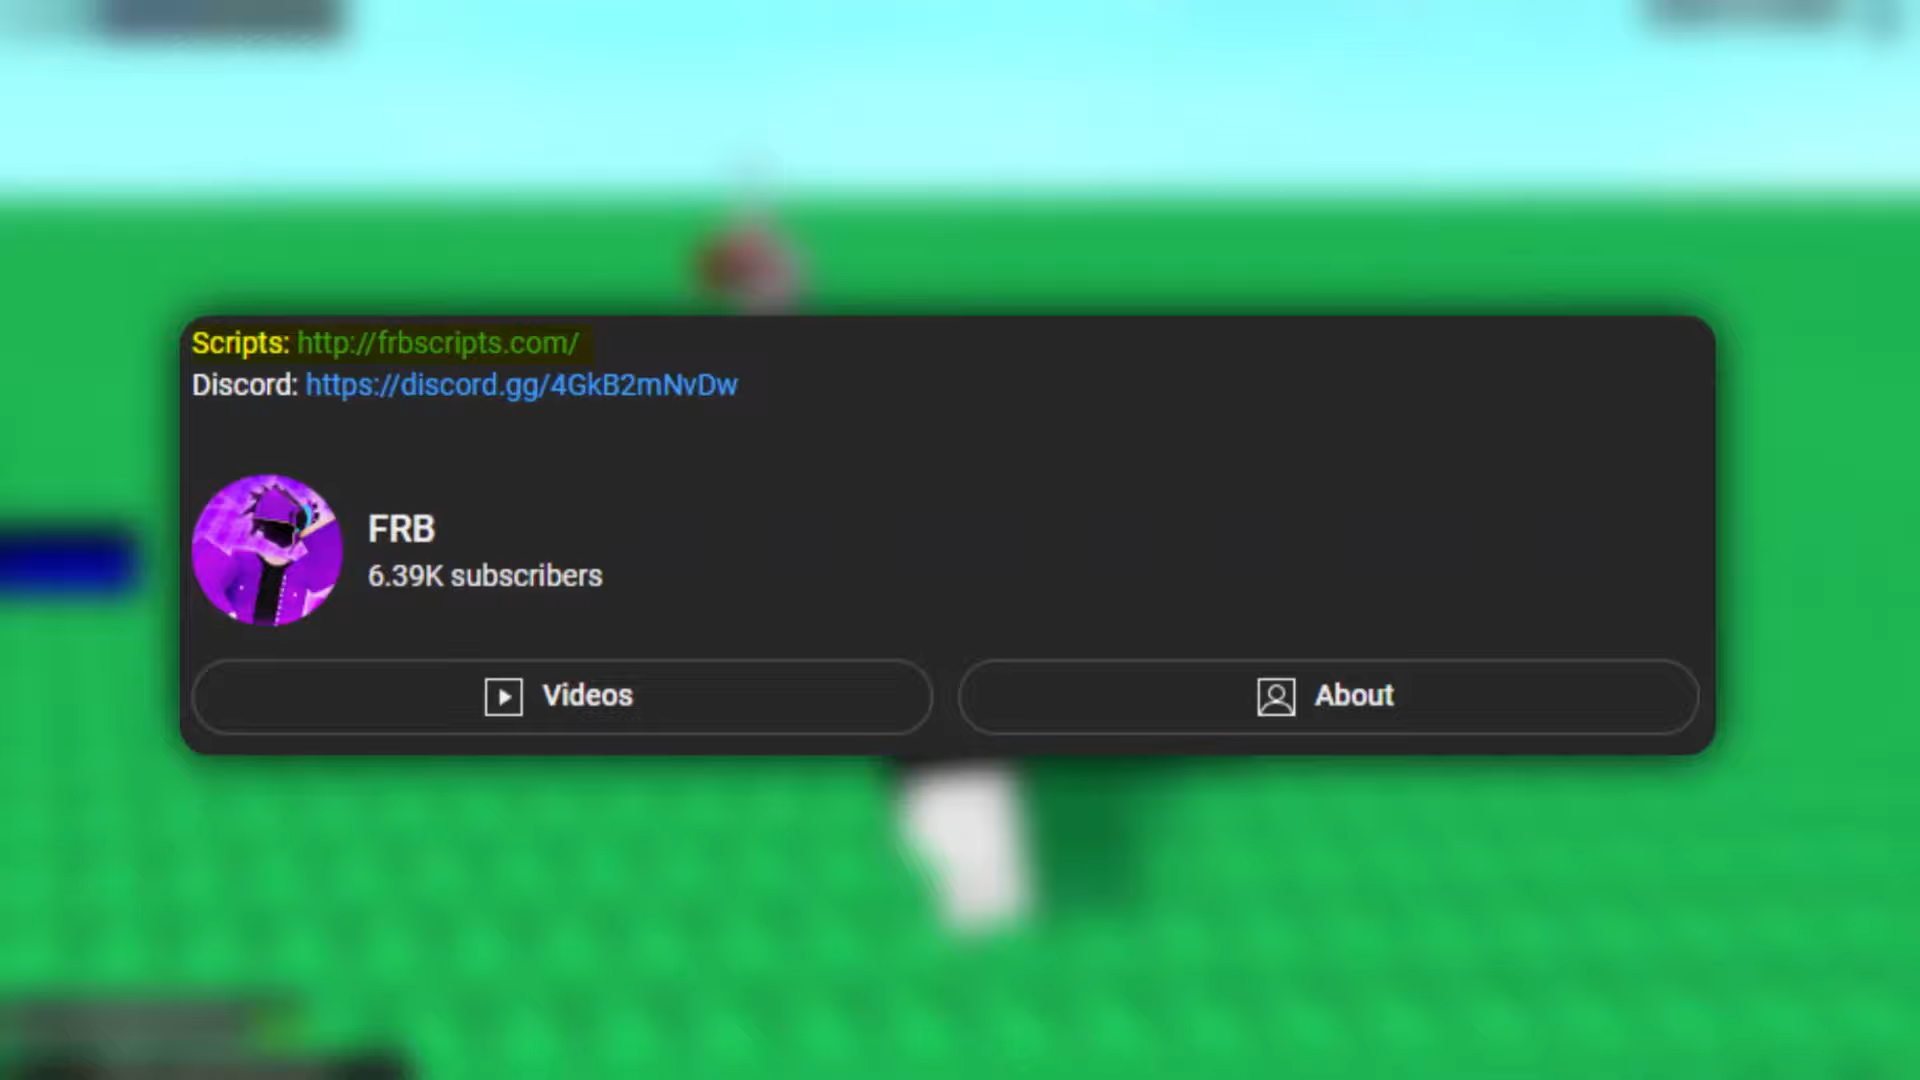 Scripts: http://frbscripts.com/
Discord: https://discord.gg/4GkB2mNvDw
FRB
6.39K subscribers
Videos
About